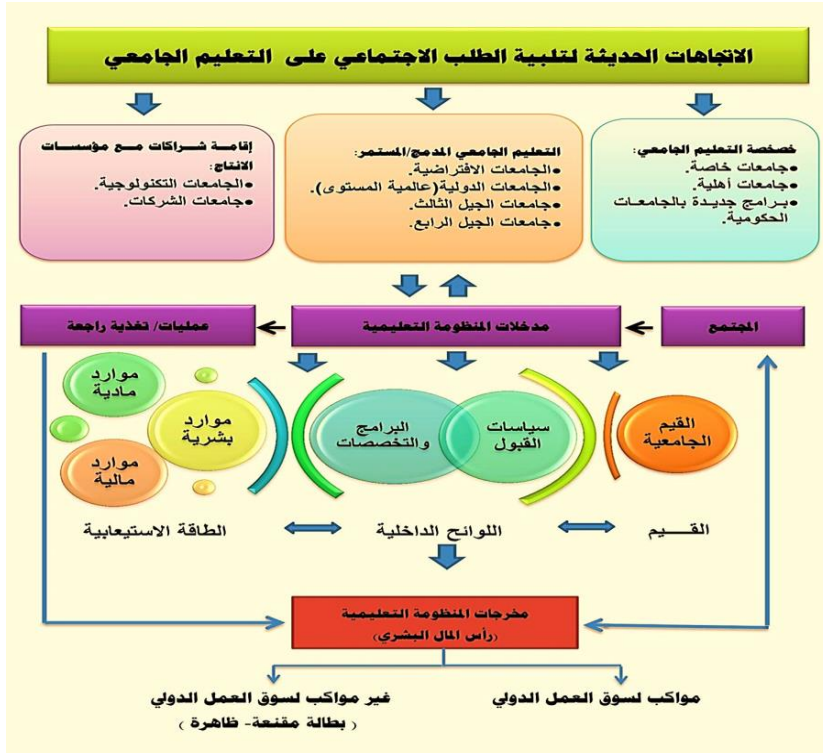 الاتجاهات الحديثة لتلبية الطلب الاجتماعي على التعليم الجامعي
خصخصة التعليم الجامعي:
●جامعات خاصة.
●جامعات أهلية.
●برامج جديدة بالجامعات
الحكومية.
التعليم الجامعي المدمج/المستمر:
●الجامعات الافتراضية.
●الجامعات الدولية(عالمية المستوى).
●جامعات الجيل الثالث.
●جامعات الجيل الرابع.
إقامة شراكات مع مؤسسات
الانتاج:
●الجامعات التكنولوجية.
●جامعات الشركات.
المجتمع
مدخلات المنظومة التعليمية
عمليات/ تغذية راجعة
القيم
الجامعية
سياسات
القبول
البرامج
والتخصصات
موارد
بشرية
موارد
مادية
موارد
مالية
القيم
اللوائح الداخلية
الطاقة الاستيعابية
مخرجات المنظومة التعليمية
(رأس المال البشري)
مواكب لسوق العمل الدولي
غير مواكب لسوق العمل الدولي
( بطالة مقنعة- ظاهرة )